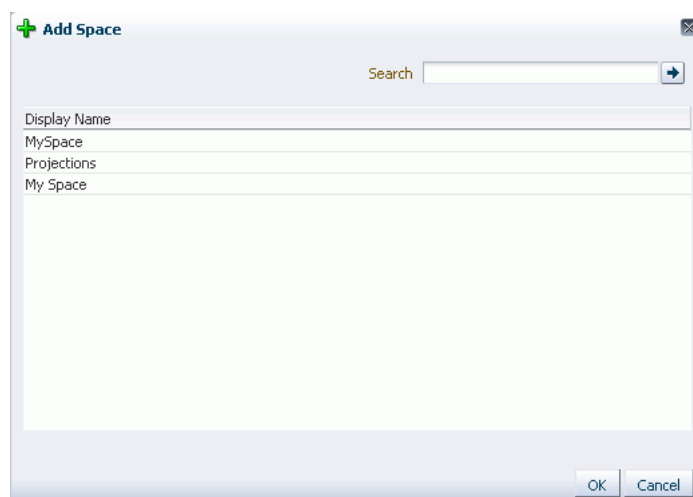 Add Space
Search
Display Name
MySpace
Projections
My Space
OK Cancel